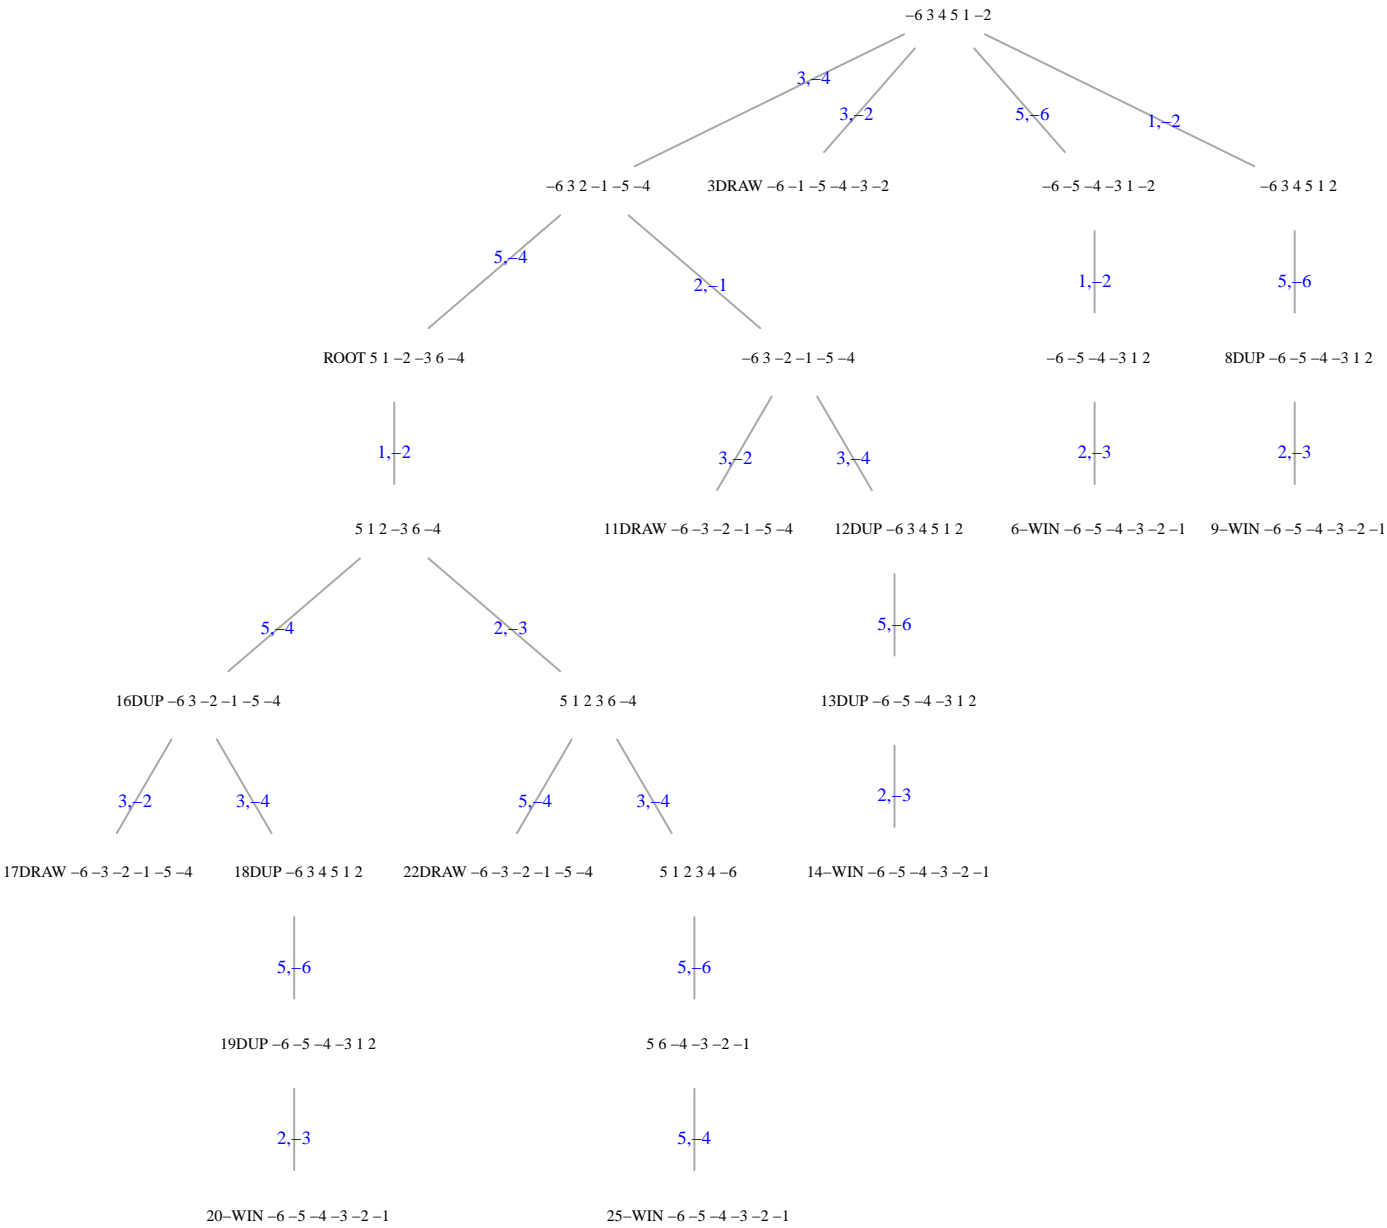 –6 3 4 5 1 –2
3,–4
3,–2
5,–6
1,–2
–6 3 2 –1 –5 –4
3DRAW –6 –1 –5 –4 –3 –2
–6 –5 –4 –3 1 –2
–6 3 4 5 1 2
5,–4
2,–1
1,–2
5,–6
ROOT 5 1 –2 –3 6 –4
–6 3 –2 –1 –5 –4
–6 –5 –4 –3 1 2
8DUP –6 –5 –4 –3 1 2
1,–2
3,–2
3,–4
2,–3
2,–3
5 1 2 –3 6 –4
11DRAW –6 –3 –2 –1 –5 –4
12DUP –6 3 4 5 1 2
6–WIN –6 –5 –4 –3 –2 –1
9–WIN –6 –5 –4 –3 –2 –1
5,–4
2,–3
5,–6
16DUP –6 3 –2 –1 –5 –4
5 1 2 3 6 –4
13DUP –6 –5 –4 –3 1 2
3,–2
3,–4
5,–4
3,–4
2,–3
17DRAW –6 –3 –2 –1 –5 –4
18DUP –6 3 4 5 1 2
22DRAW –6 –3 –2 –1 –5 –4
5 1 2 3 4 –6
14–WIN –6 –5 –4 –3 –2 –1
5,–6
5,–6
19DUP –6 –5 –4 –3 1 2
5 6 –4 –3 –2 –1
2,–3
5,–4
20–WIN –6 –5 –4 –3 –2 –1
25–WIN –6 –5 –4 –3 –2 –1